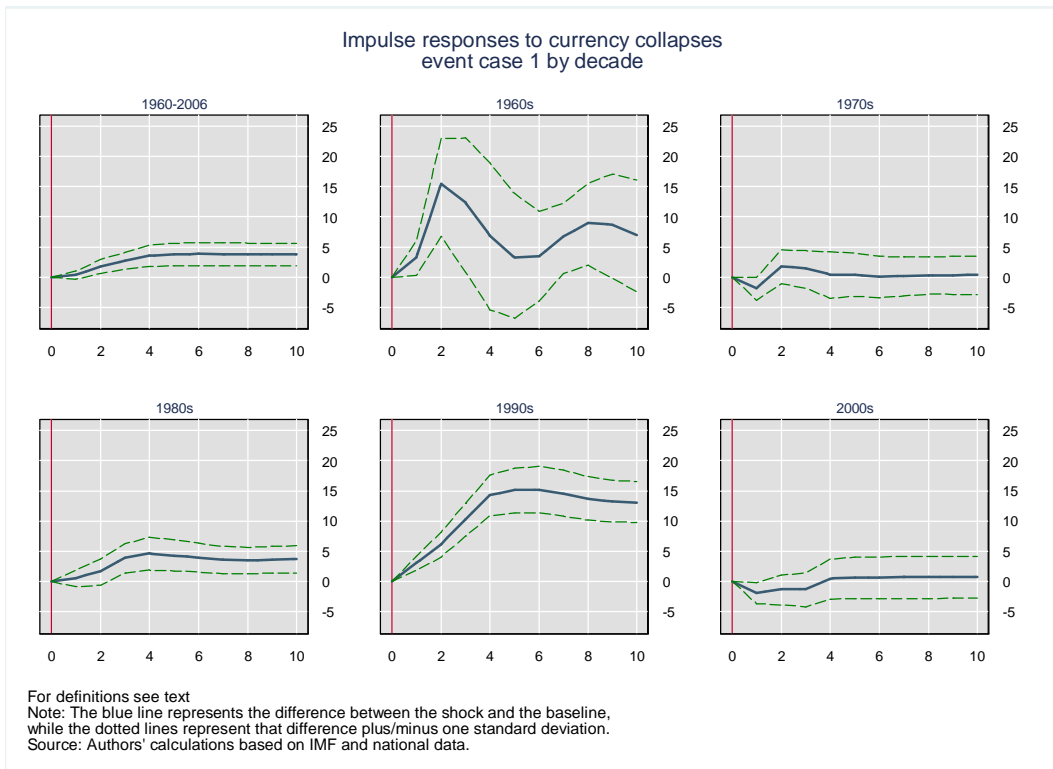 Impulse responses to currency collapses
event case 1 by decade
1960-2006
1960s
1970s
25
20
15
10
5
0
-5
25
20
15
10
5
0
-5
25
20
15
10
5
0
-5
0 2 4 6 8 10
0 2 4 6 8 10
0 2 4 6 8 10
1980s
1990s
2000s
25
20
15
10
5
0
-5
25
20
15
10
5
0
-5
25
20
15
10
5
0
-5
0 2 4 6 8 10
0 2 4 6 8 10
0 2 4 6 8 10
For definitions see text
Note: The blue line represents the difference between the shock and the baseline,
while the dotted lines represent that difference plus/minus one standard deviation.
Source: Authors' calculations based on IMF and national data.